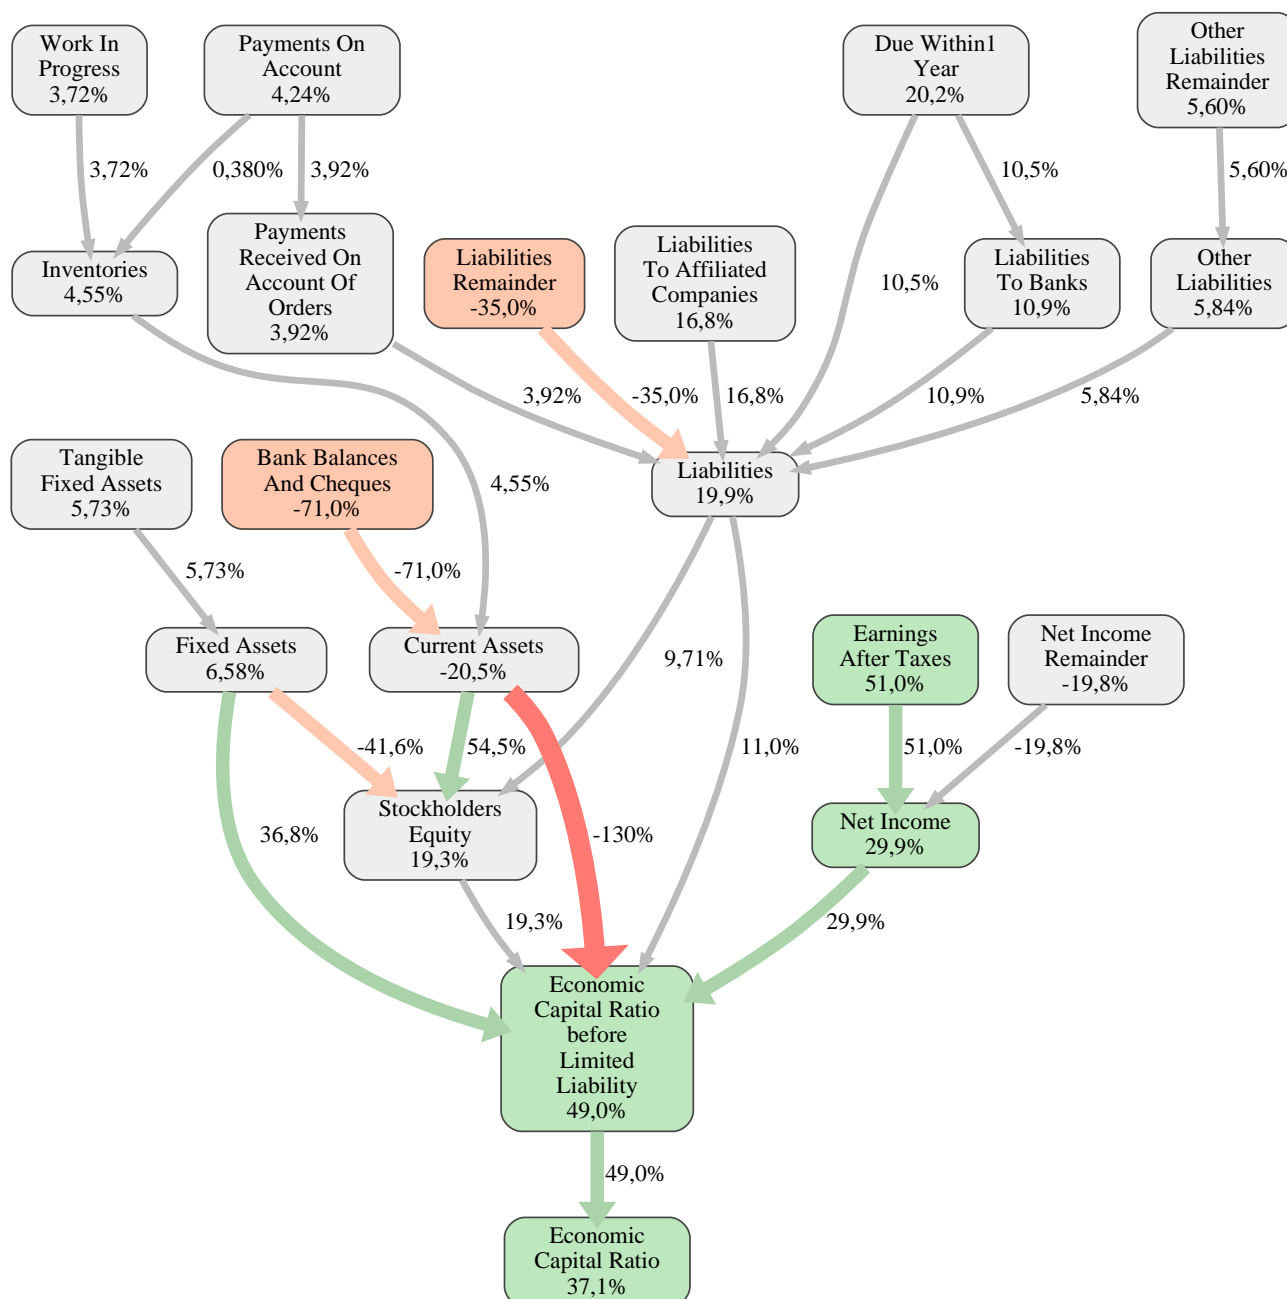 Work In
Progress
3,72%
Payments On
Account
4,24%
Due Within1
Year
20,2%
Other
Liabilities
Remainder
5,60%
3,72%
0,380%
3,92%
10,5%
5,60%
Inventories
4,55%
Payments
Received On
Account Of
Orders
3,92%
Liabilities
Remainder
-35,0%
Liabilities
To Affiliated
Companies
16,8%
10,5%
Liabilities
To Banks
10,9%
Other
Liabilities
5,84%
3,92%
-35,0%
16,8%
10,9%
5,84%
Tangible
Fixed Assets
5,73%
Bank Balances
And Cheques
-71,0%
4,55%
Liabilities
19,9%
5,73%
-71,0%
Fixed Assets
6,58%
Current Assets
-20,5%
9,71%
Earnings
After Taxes
51,0%
Net Income
Remainder
-19,8%
-41,6%
54,5%
11,0%
51,0%
-19,8%
36,8%
Stockholders
Equity
19,3%
-130%
Net Income
29,9%
19,3%
29,9%
Economic
Capital Ratio
before
Limited
Liability
49,0%
49,0%
Economic
Capital Ratio
37,1%